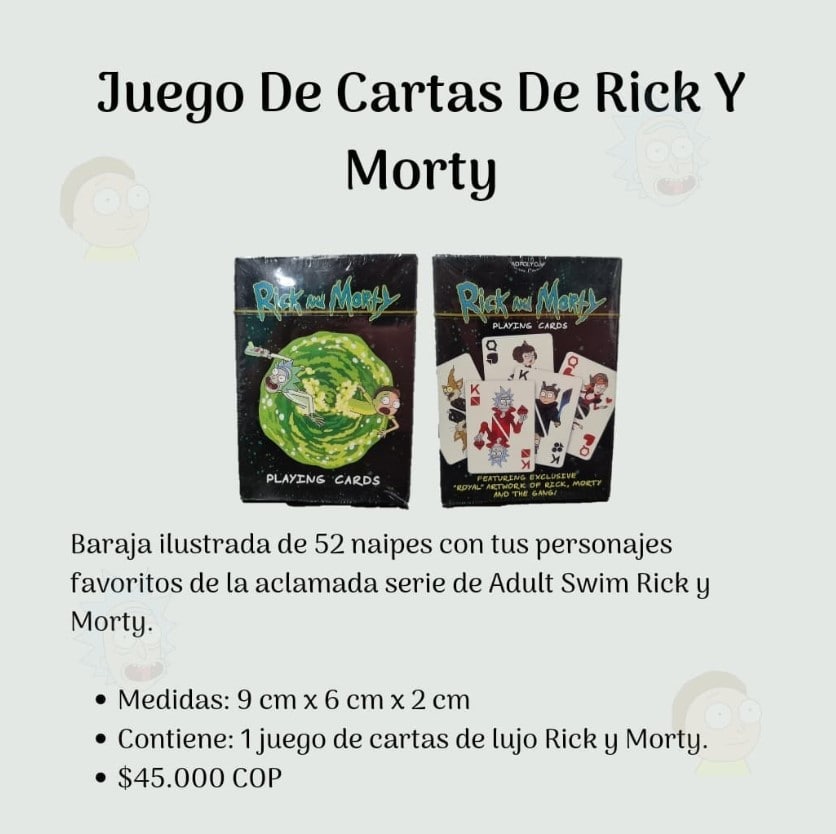 Juego De Cartas De Rick Y
Morty
Rick and Morty
PLAYING CARDS
Rick and Morty
PLAYING CARDS
Q
K
Q
K
K
K
Q
FEATURING EXCLUSIVE
"ROYAL" ARTWORK OF RICK, MORTY
AND THE GANG!
Baraja ilustrada de 52 naipes con tus personajes
favoritos de la aclamada serie de Adult Swim Rick y
Morty.
• Medidas: 9 cm x 6 cm x 2 cm
• Contiene: 1 juego de cartas de lujo Rick y Morty.
• $45.000 COP